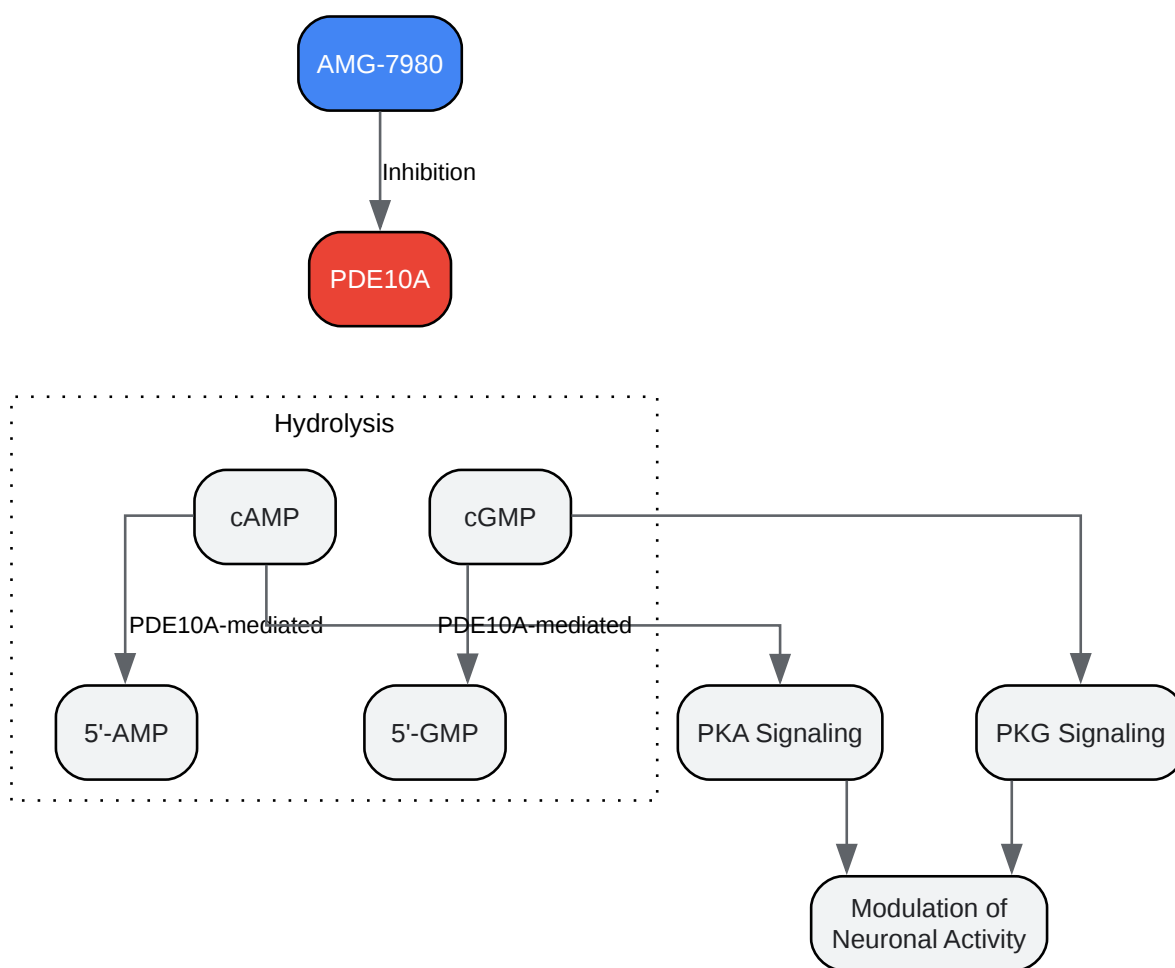 AMG-7980
Inhibition
PDE10A
Hydrolysis
cAMP
cGMP
PDE10A-mediated
PDE10A-mediated
5'-AMP
5'-GMP
PKA Signaling
PKG Signaling
Modulation of
Neuronal Activity